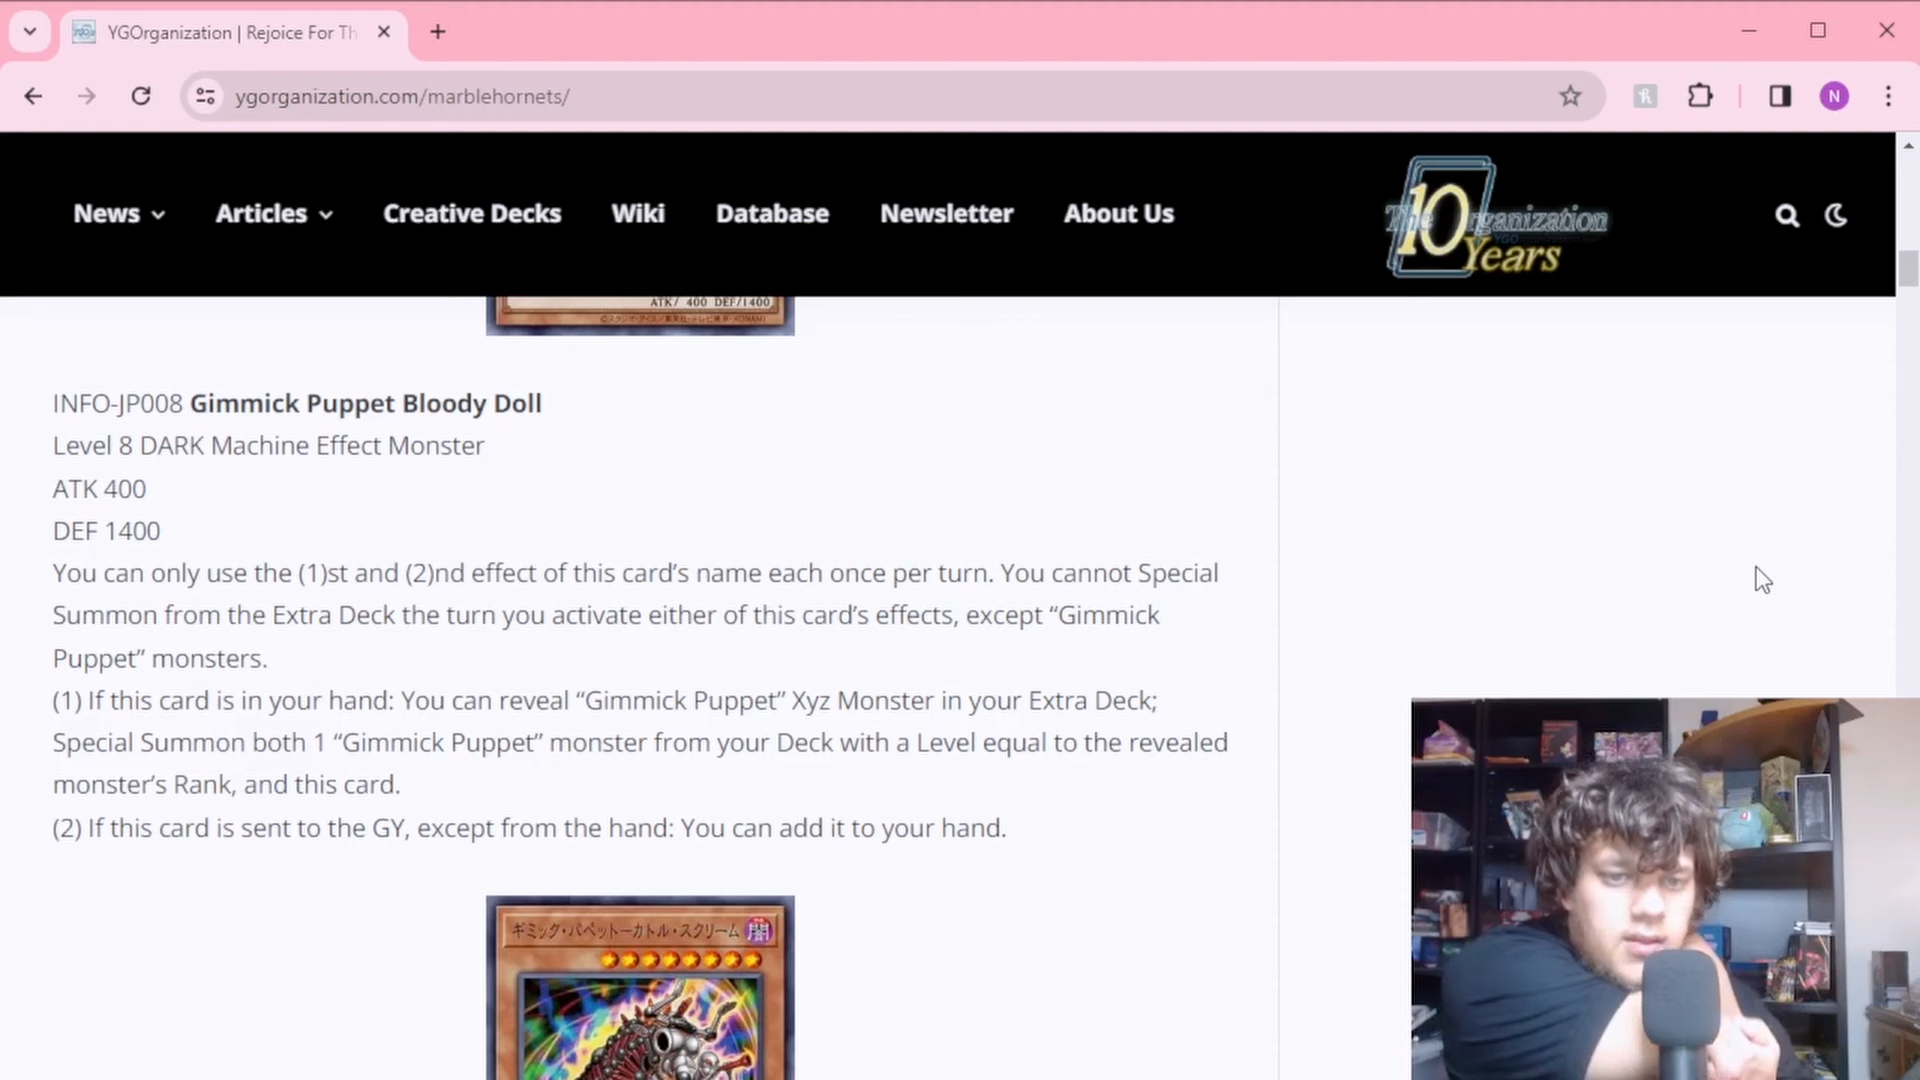 YGOrganization | Rejoice For Th
ygorganization.com/marblehornets/
N
News
Articles
Creative Decks
Wiki
Database
Newsletter
About Us
The Organization
10
YGO
Years
ATK/ 400 DEF/1400
INFO-JP008 Gimmick Puppet Bloody Doll
Level 8 DARK Machine Effect Monster
ATK 400
DEF 1400
You can only use the (1)st and (2)nd effect of this card’s name each once per turn. You cannot Special
Summon from the Extra Deck the turn you activate either of this card’s effects, except “Gimmick
Puppet” monsters.
(1) If this card is in your hand: You can reveal “Gimmick Puppet” Xyz Monster in your Extra Deck;
Special Summon both 1 “Gimmick Puppet” monster from your Deck with a Level equal to the revealed
monster’s Rank, and this card.
(2) If this card is sent to the GY, except from the hand: You can add it to your hand.
ギミック・パペット－カトル・スクリーム
闇